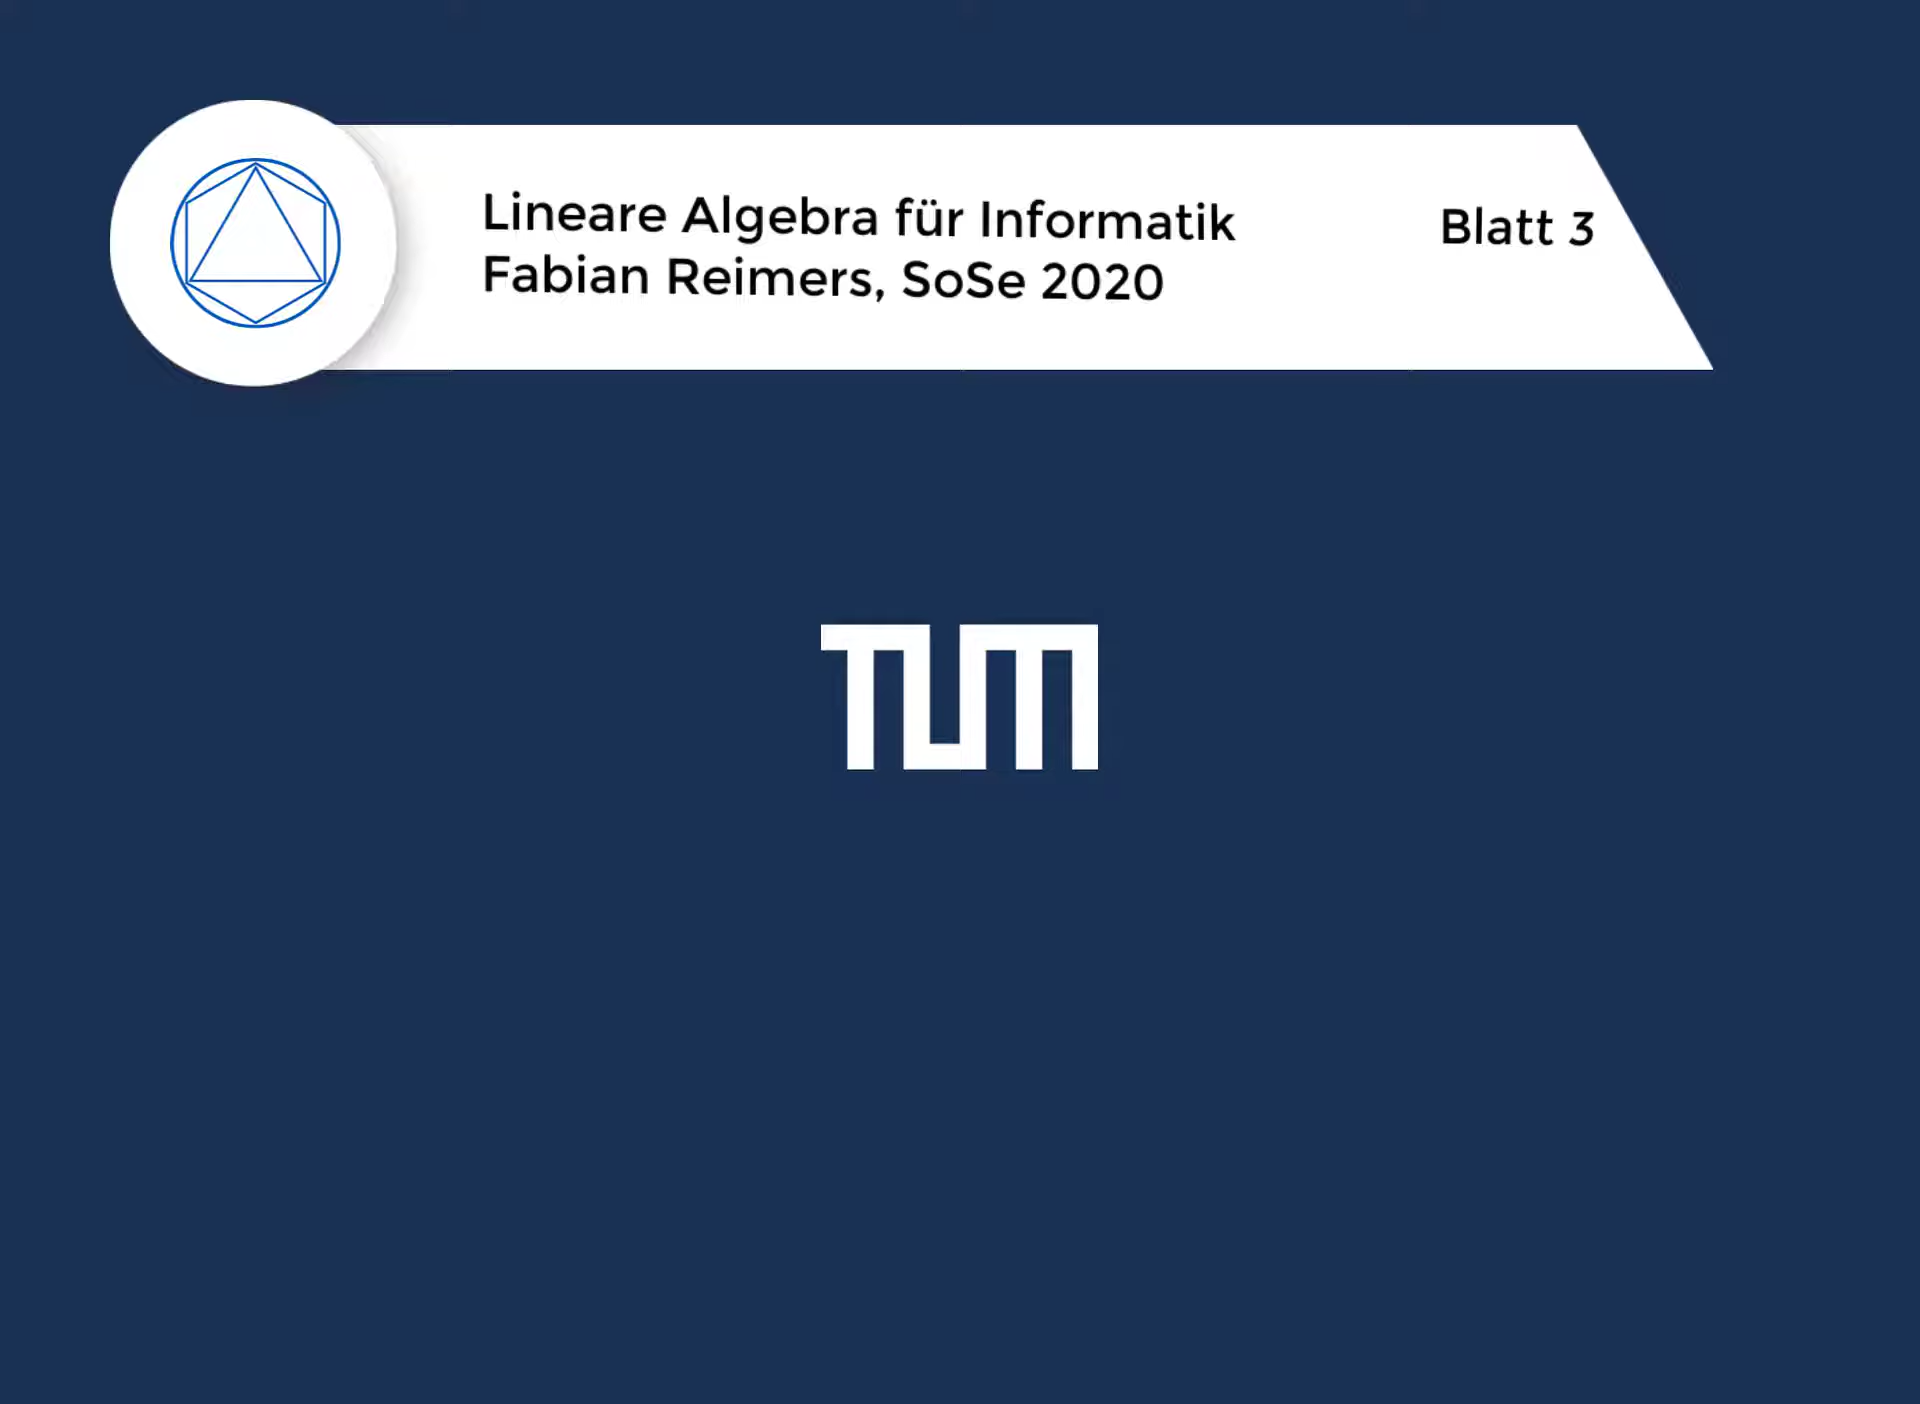 Lineare Algebra für Informatik
Blatt 3
Fabian Reimers, SoSe 2020
TUM